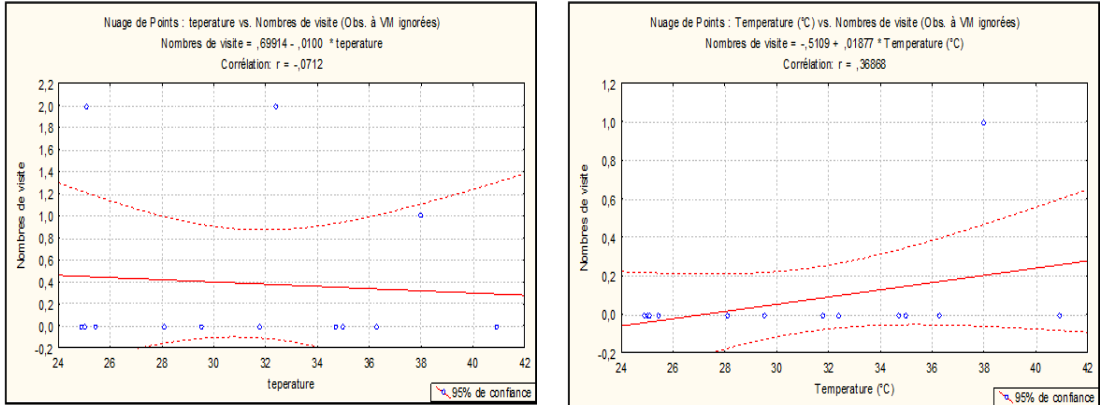 Nuage de Points : teperature vs. Nombres de visite (Obs. à VM ignorées)
Nombres de visite = ,69914 - ,0100 * teperature
Corrélation: r = -,0712
2,2
2,0
1,8
1,6
1,4
1,2
1,0
0,8
0,6
0,4
0,2
0,0
-0,2
Nombres de visite
24 26 28 30 32 34 36 38 40 42
teperature
95% de confiance
Nuage de Points : Temperature (°C) vs. Nombres de visite (Obs. à VM ignorées)
Nombres de visite = -,5109 + ,01877 * Temperature (°C)
Corrélation: r = ,36868
1,2
1,0
0,8
0,6
0,4
0,2
0,0
-0,2
Nombres de visite
24 26 28 30 32 34 36 38 40 42
Temperature (°C)
95% de confiance